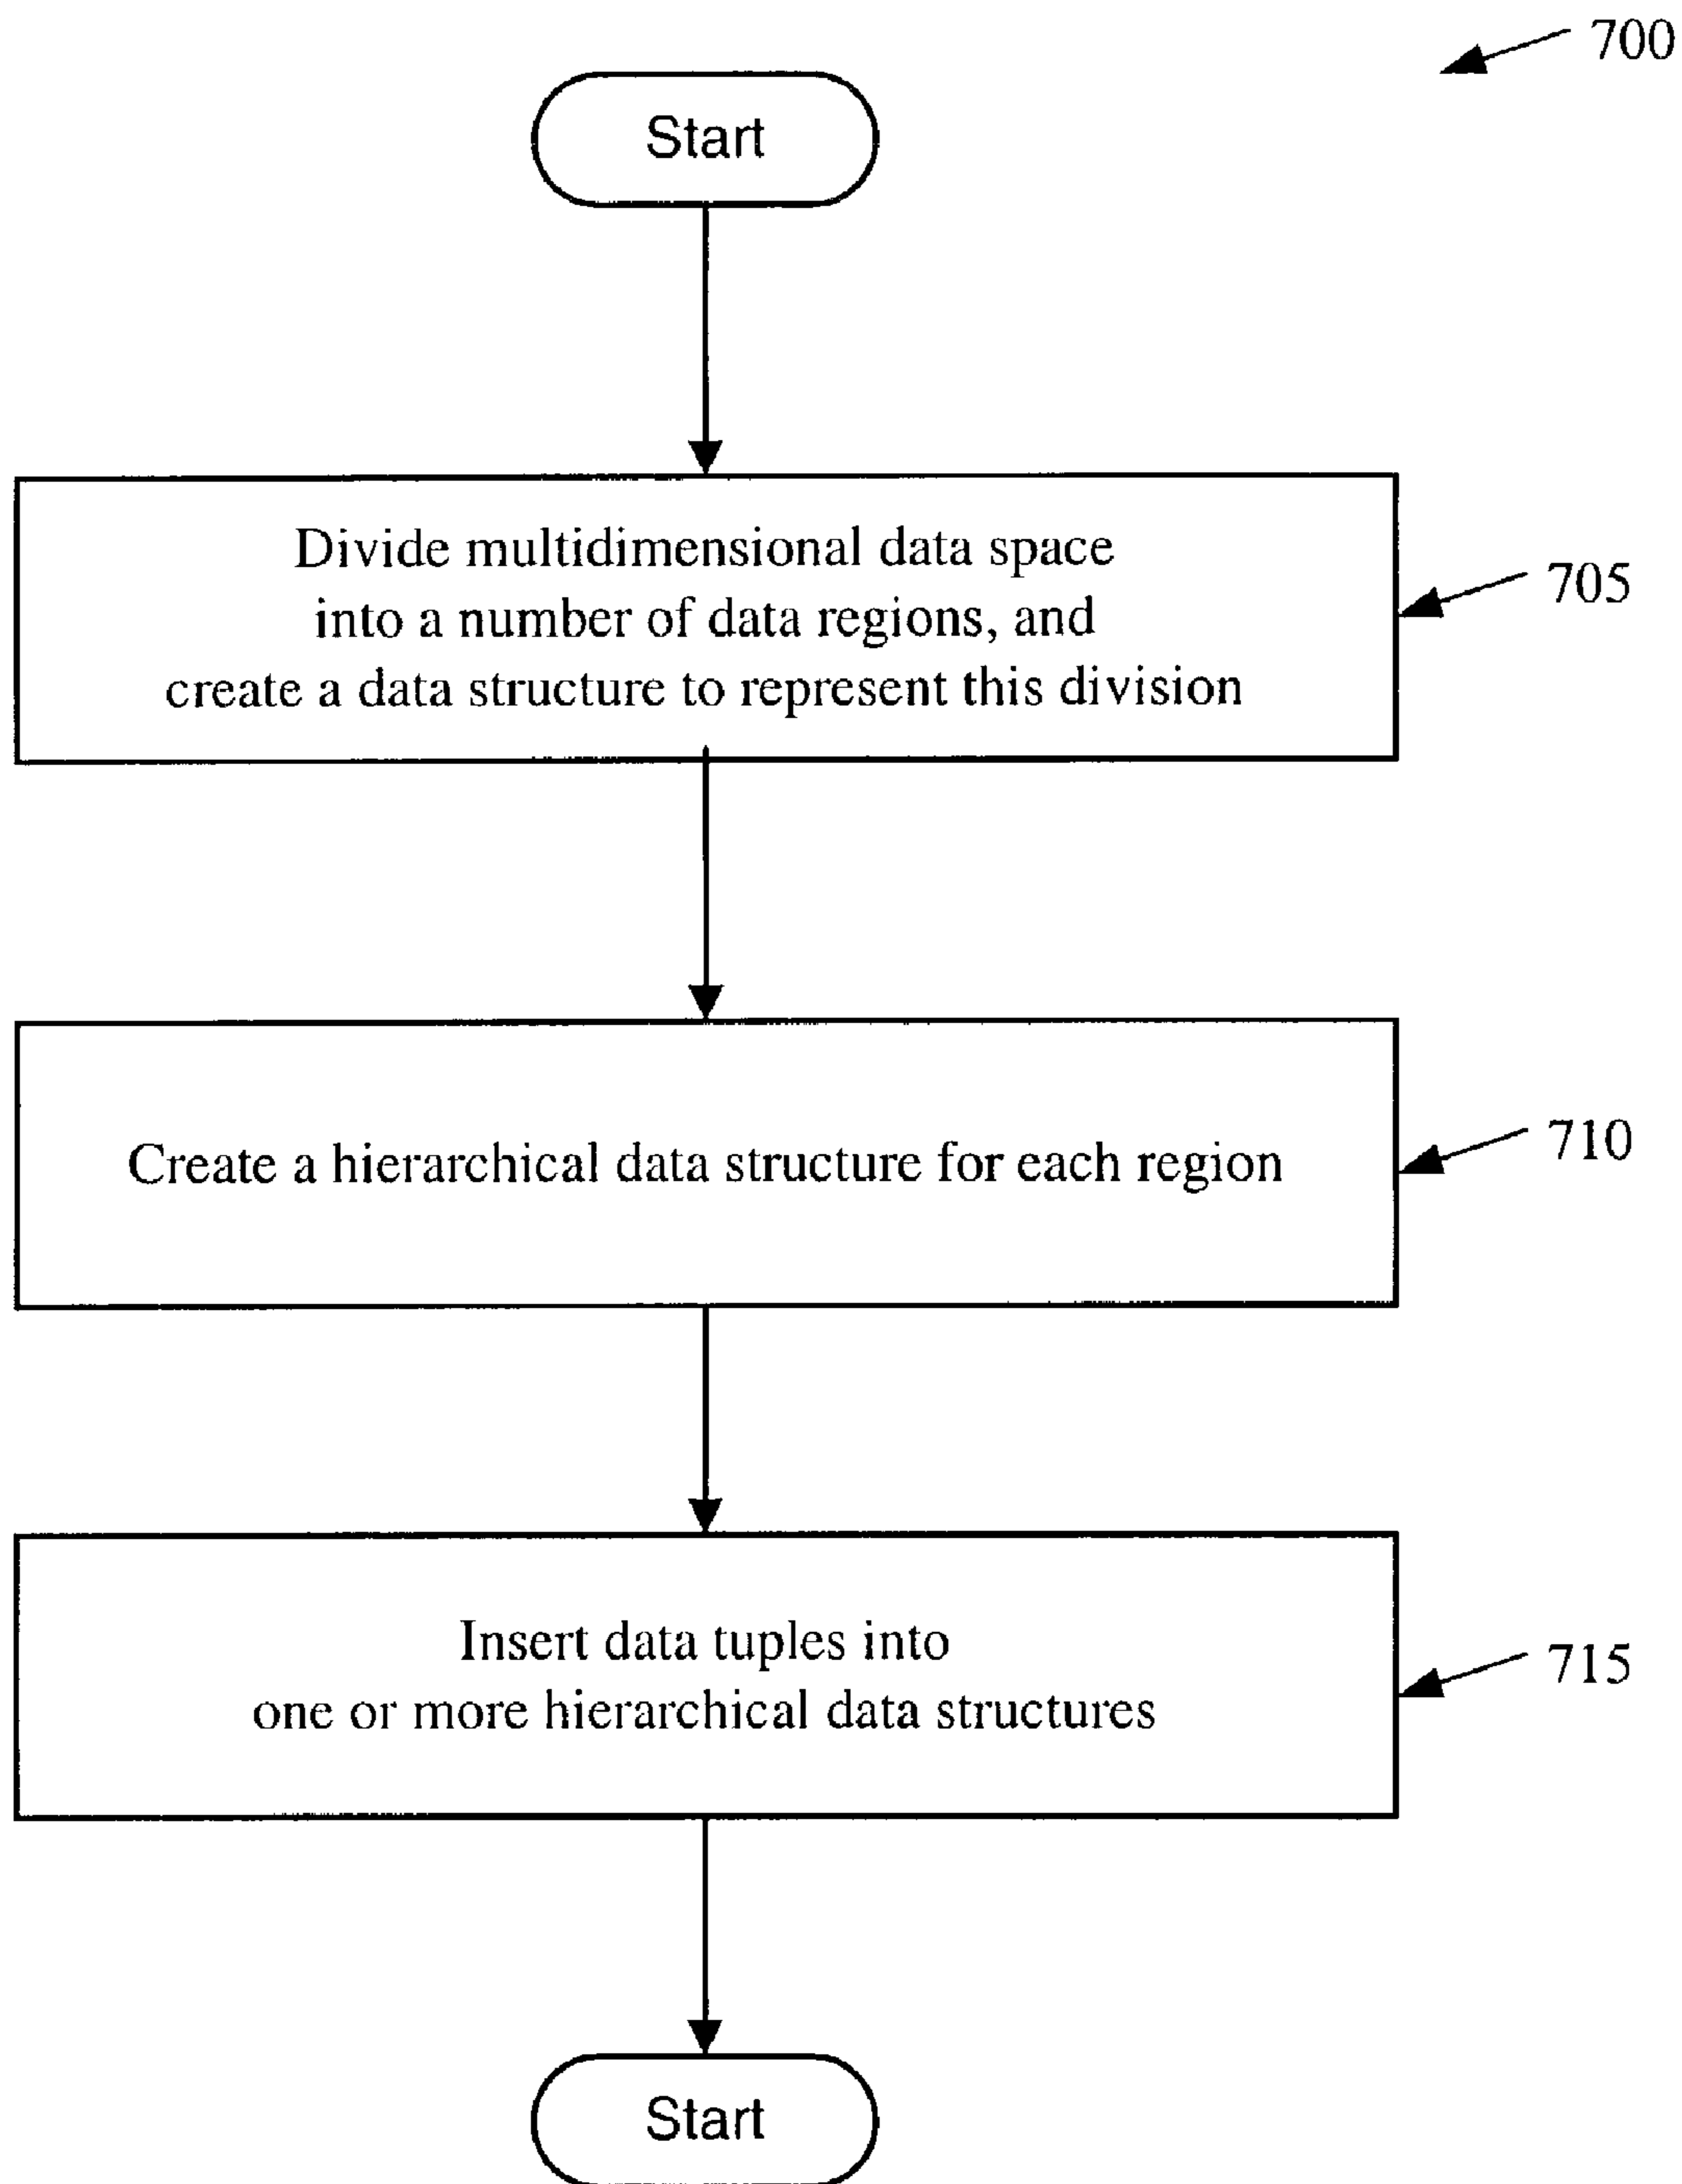 700
Start
Divide multidimensional data space
into a number of data regions, and
create a data structure to represent this division
705
Create a hierarchical data structure for each region
710
Insert data tuples into
one or more hierarchical data structures
715
Start